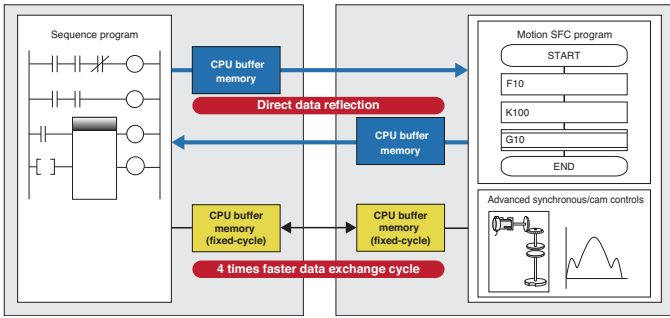 Sequence program
CPU buffer
memory
Direct data reflection
CPU buffer
memory
CPU buffer
memory
(fixed-cycle)
CPU buffer
memory
(fixed-cycle)
4 times faster data exchange cycle
Motion SFC program
START
F10
K100
G10
END
Advanced synchronous/cam controls